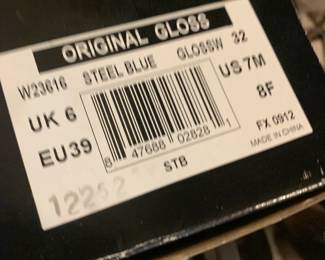 ORIGINAL GLOSS
W23616 STEEL BLUE GLOSSW 32
UK 6 US 7M
EU39 8F
8 47688 02828 1
STB FX 0912
MADE IN CHINA
12252